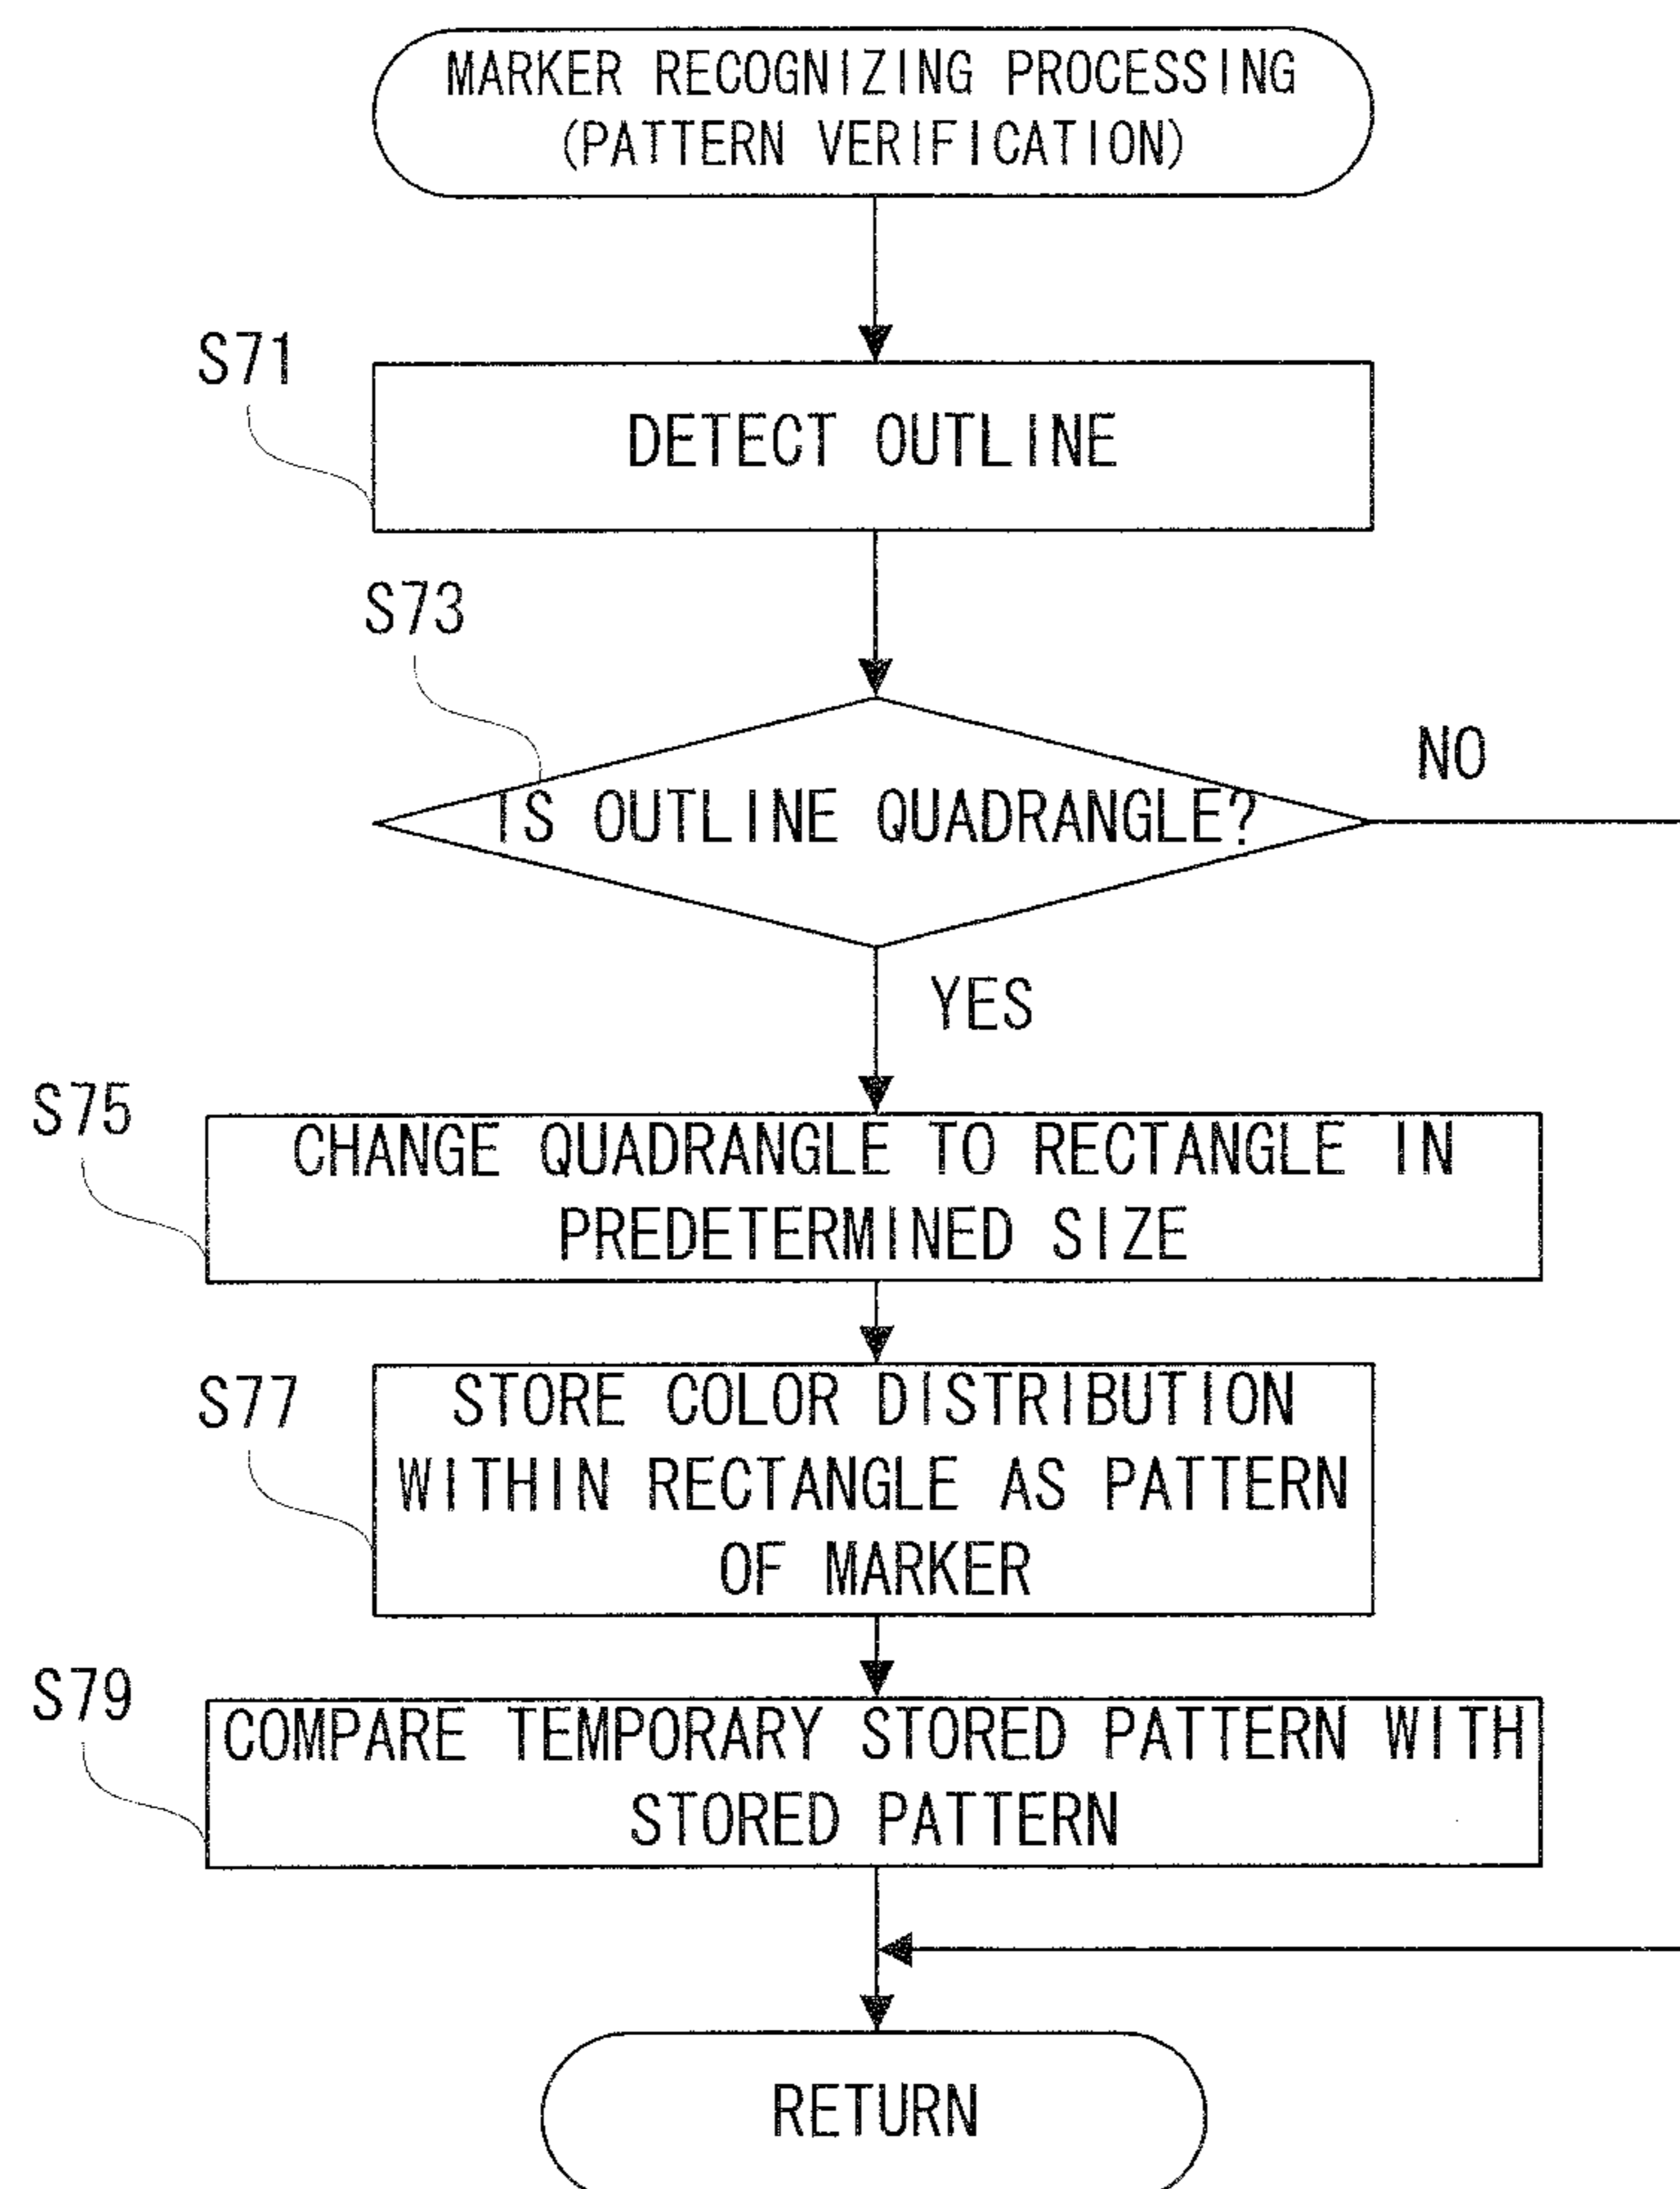 MARKER RECOGNIZING PROCESSING
(PATTERN VERIFICATION)
S71
DETECT OUTLINE
S73
IS OUTLINE QUADRANGLE?
NO
YES
S75
CHANGE QUADRANGLE TO RECTANGLE IN
PREDETERMINED SIZE
S77
STORE COLOR DISTRIBUTION
WITHIN RECTANGLE AS PATTERN
OF MARKER
S79
COMPARE TEMPORARY STORED PATTERN WITH
STORED PATTERN
RETURN